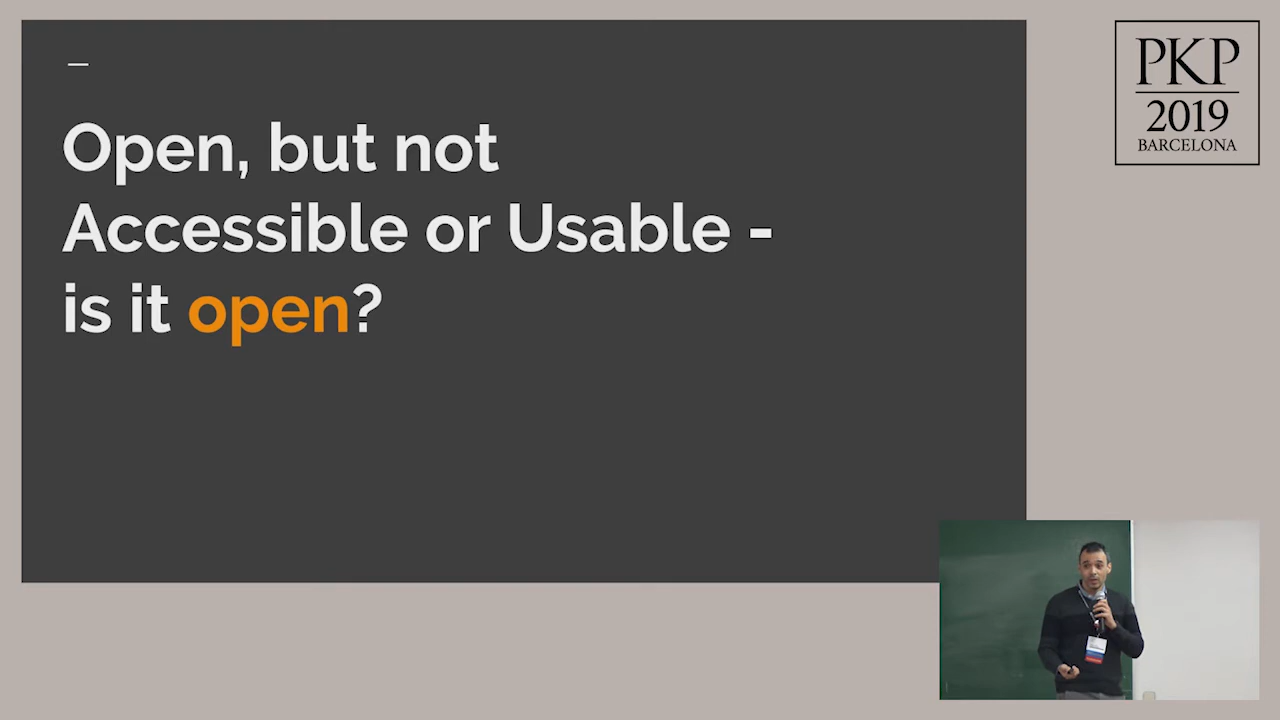 Open, but not
Accessible or Usable -
is it open?
PKP
2019
BARCELONA